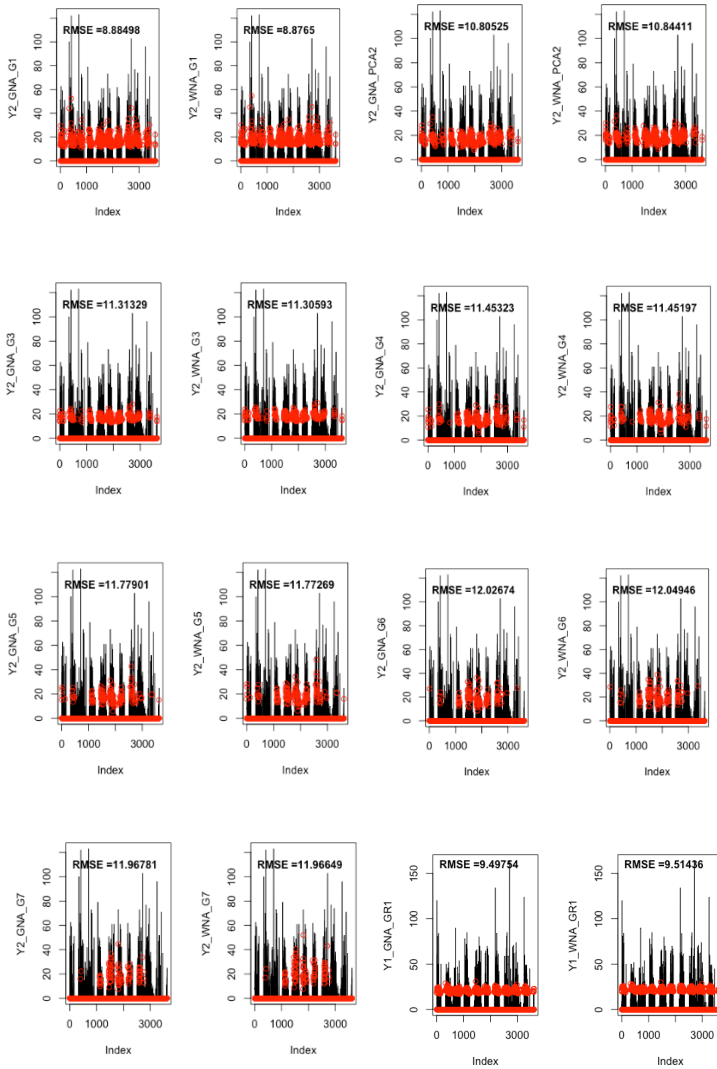 RMSE =8.88498
Y2_GNA_G1
0 20 40 60 80 100
0 1000 3000
Index
RMSE =8.8765
Y2_WNA_G1
0 20 40 60 80 100
0 1000 3000
Index
RMSE =10.80525
Y2_GNA_PCA2
0 20 40 60 80 100
0 1000 3000
Index
RMSE =10.84411
Y2_WNA_PCA2
0 20 40 60 80 100
0 1000 3000
Index
RMSE =11.31329
Y2_GNA_G3
0 20 40 60 80 100
0 1000 3000
Index
RMSE =11.30593
Y2_WNA_G3
0 20 40 60 80 100
0 1000 3000
Index
RMSE =11.45323
Y2_GNA_G4
0 20 40 60 80 100
0 1000 3000
Index
RMSE =11.45197
Y2_WNA_G4
0 20 40 60 80 100
0 1000 3000
Index
RMSE =11.77901
Y2_GNA_G5
0 20 40 60 80 100
0 1000 3000
Index
RMSE =11.77269
Y2_WNA_G5
0 20 40 60 80 100
0 1000 3000
Index
RMSE =12.02674
Y2_GNA_G6
0 20 40 60 80 100
0 1000 3000
Index
RMSE =12.04946
Y2_WNA_G6
0 20 40 60 80 100
0 1000 3000
Index
RMSE =11.96781
Y2_GNA_G7
0 20 40 60 80 100
0 1000 3000
Index
RMSE =11.96649
Y2_WNA_G7
0 20 40 60 80 100
0 1000 3000
Index
RMSE =9.49754
Y1_GNA_GR1
0 50 100 150
0 1000 3000
Index
RMSE =9.51436
Y1_WNA_GR1
0 50 100 150
0 1000 3000
Index